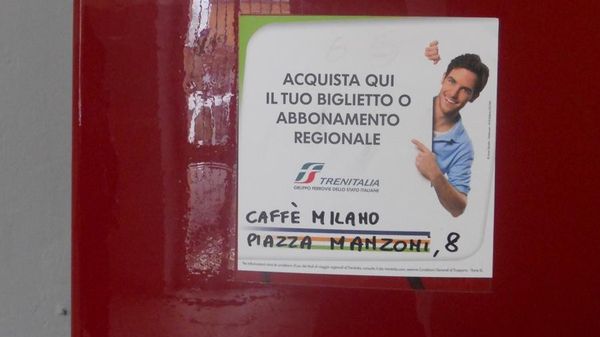 ACQUISTA QUI
IL TUO BIGLIETTO O
ABBONAMENTO
REGIONALE
TRENITALIA
GRUPPO FERROVIE DELLO STATO ITALIANE
CAFFÈ MILANO
PIAZZA MANZONI, 8